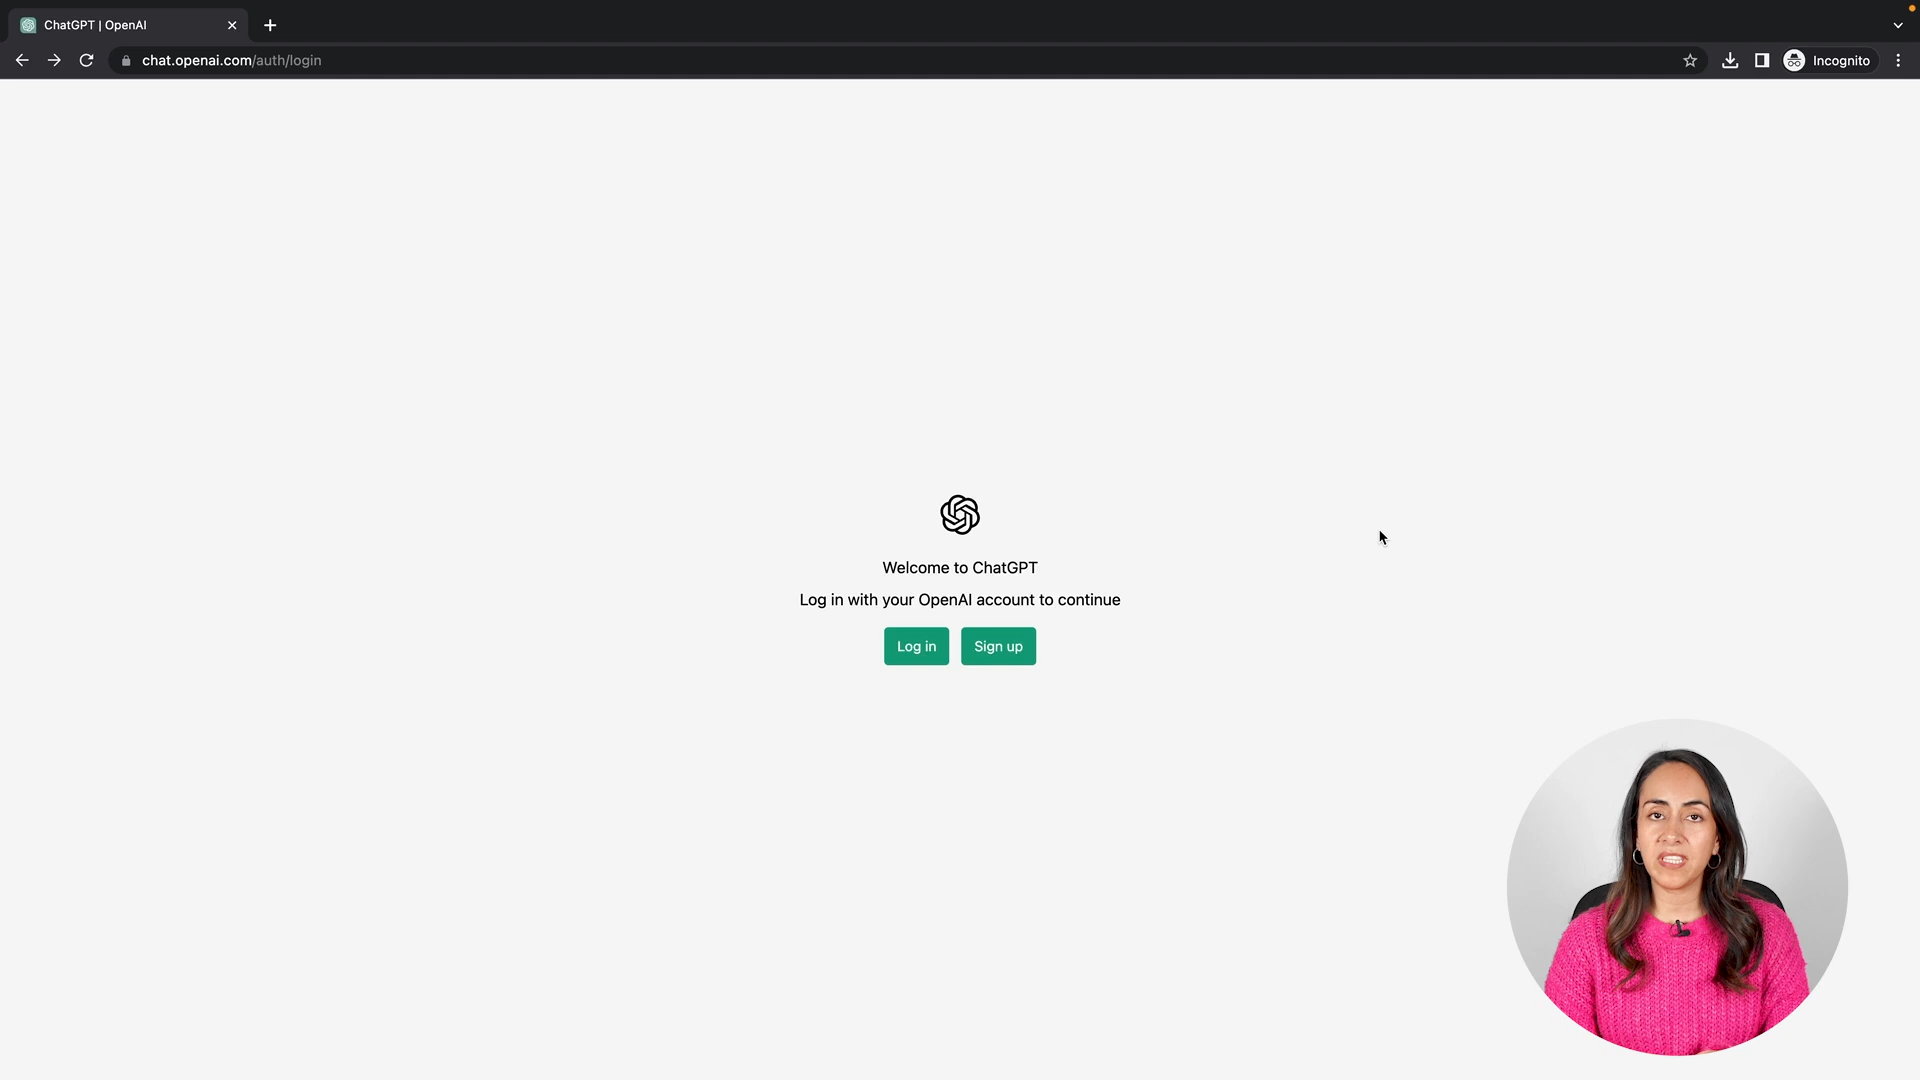 ChatGPT | OpenAI
chat.openai.com/auth/login
Incognito
Welcome to ChatGPT
Log in with your OpenAI account to continue
Log in
Sign up